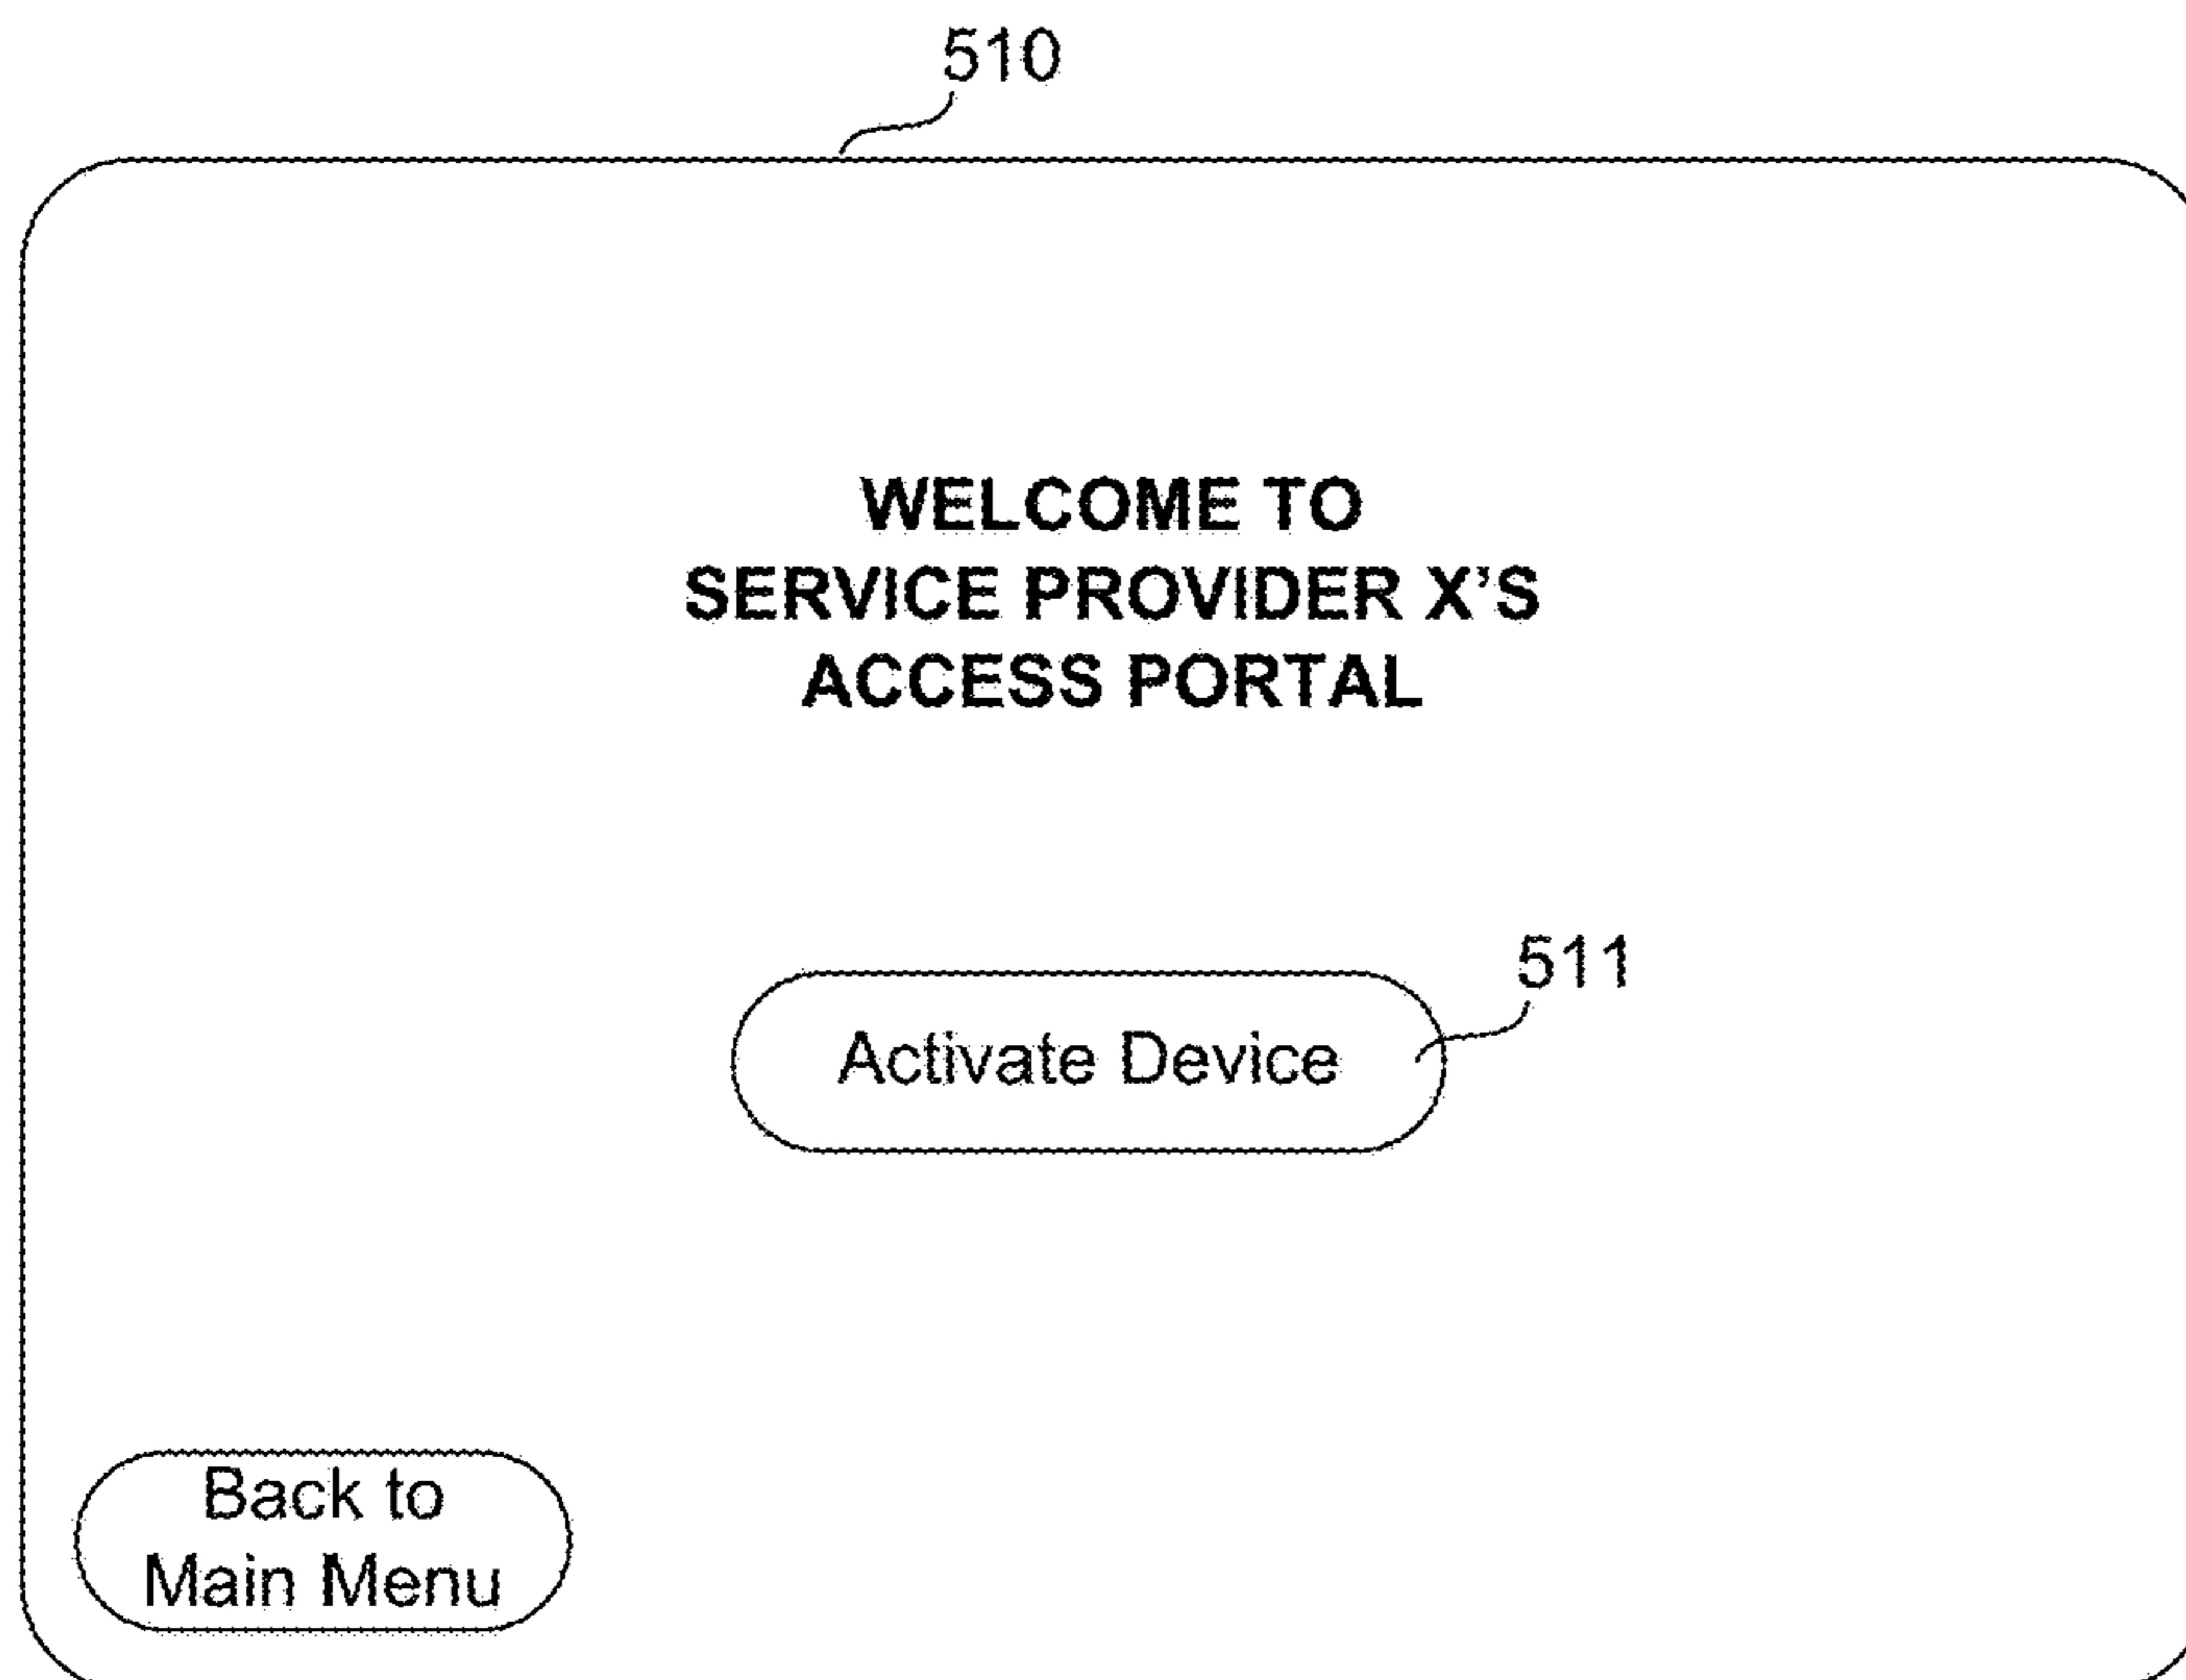 510
WELCOME TO
SERVICE PROVIDER X'S
ACCESS PORTAL
511
Activate Device
Back to
Main Menu